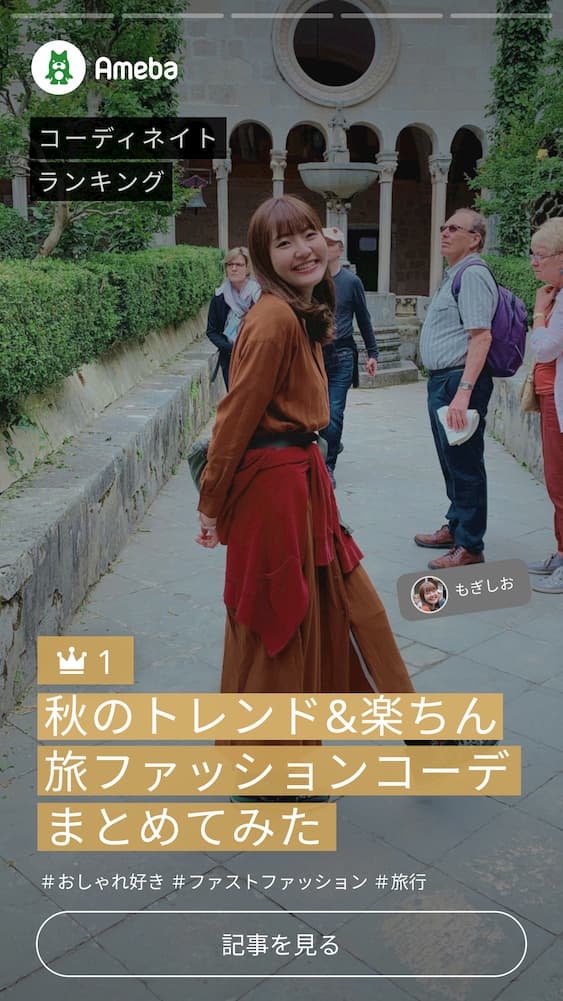 Ameba
コーディネイト
ランキング
もぎしお
1
秋のトレンド&楽ちん
旅ファッションコーデ
まとめてみた
#おしゃれ好き #ファストファッション #旅行
記事を見る